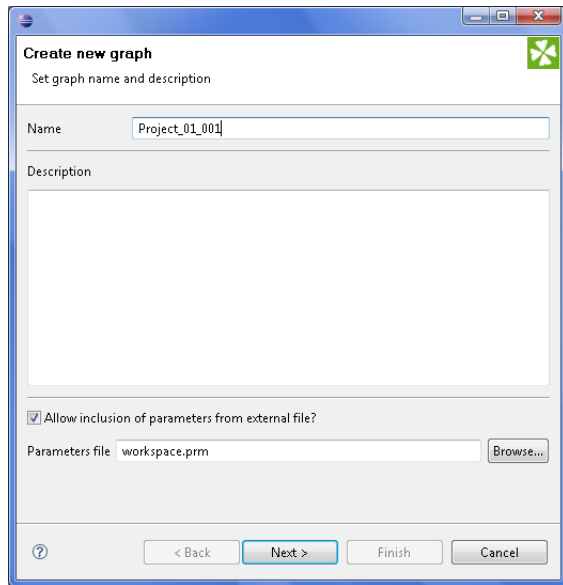 Create new graph
Set graph name and description
Name Project_01_001
Description
Allow inclusion of parameters from external file?
Parameters file workspace.prm Browse...
? < Back Next > Finish Cancel